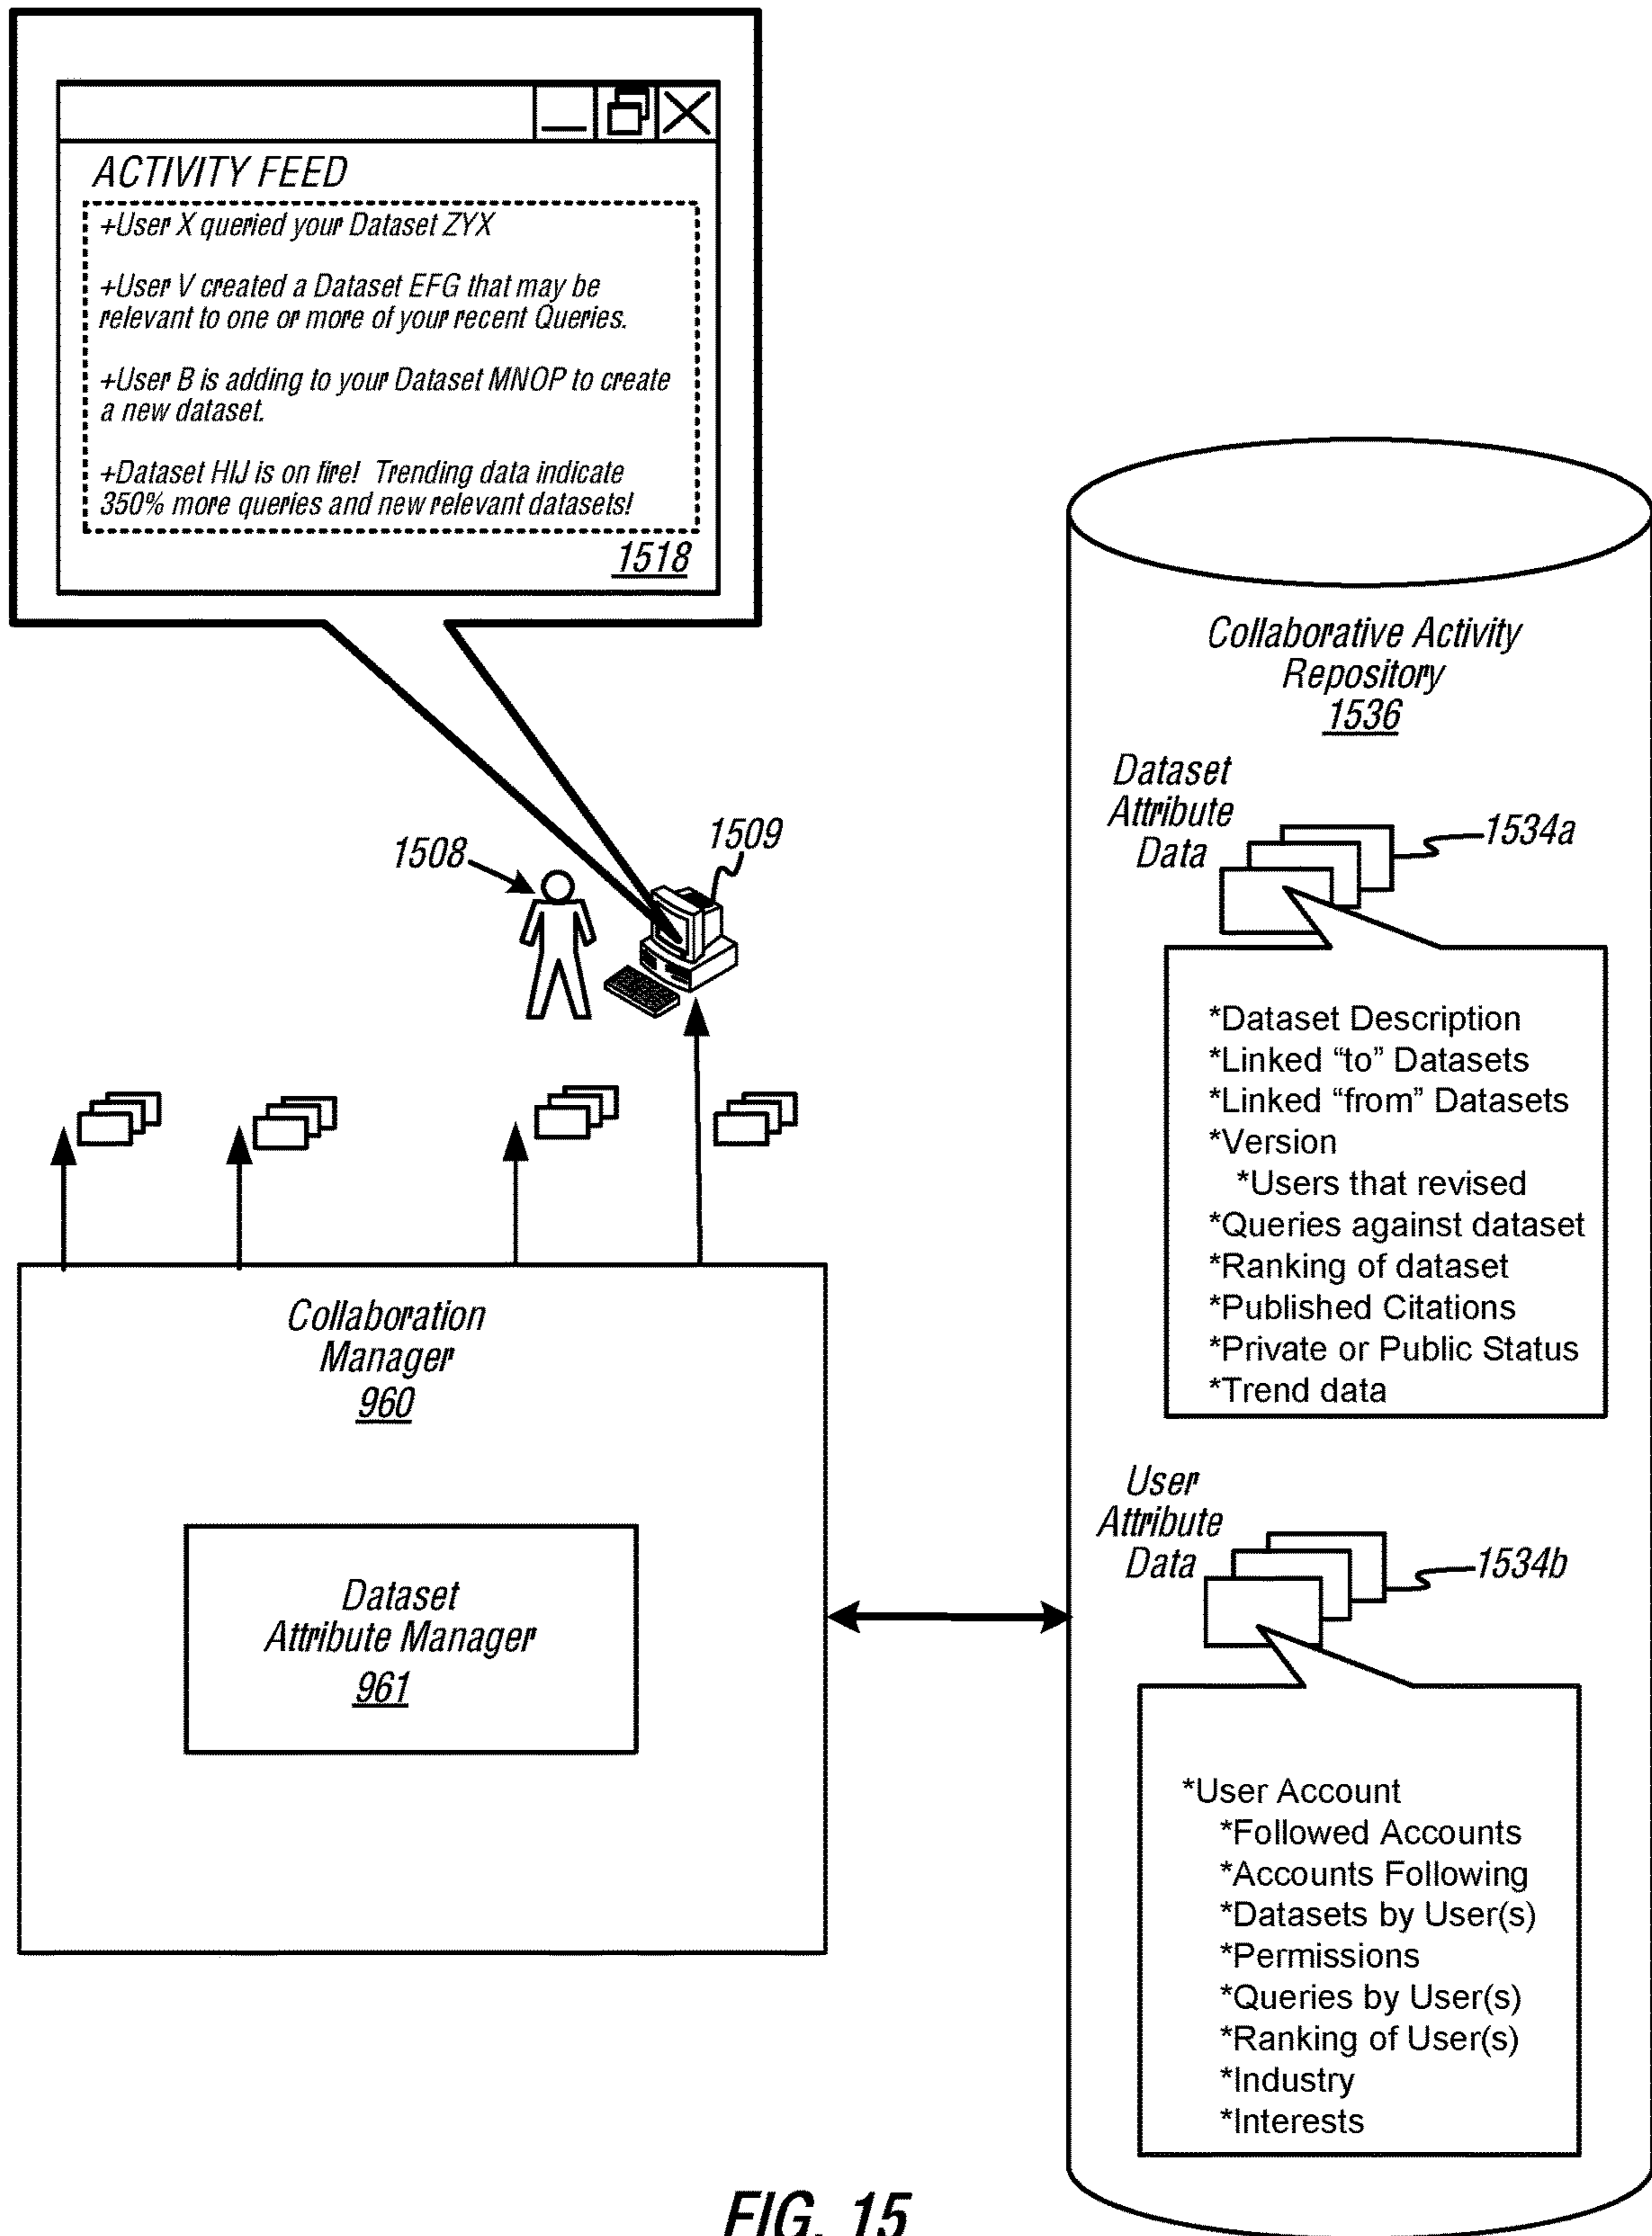 ACTIVITY FEED
+User X queried your Dataset ZYX
+User V created a Dataset EFG that may be
relevant to one or more of your recent Queries.
+User B is adding to your Dataset MNOP to create
a new dataset.
+Dataset HIJ is on fire! Trending data indicate
350% more queries and new relevant datasets!
1518
1508
1509
Collaboration
Manager
960
Dataset
Attribute Manager
961
Collaborative Activity
Repository
1536
Dataset
Attribute
Data
1534a
*Dataset Description
*Linked “to” Datasets
*Linked “from” Datasets
*Version
*Users that revised
*Queries against dataset
*Ranking of dataset
*Published Citations
*Private or Public Status
*Trend data
User
Attribute
Data
1534b
*User Account
*Followed Accounts
*Accounts Following
*Datasets by User(s)
*Permissions
*Queries by User(s)
*Ranking of User(s)
*Industry
*Interests
FIG. 15